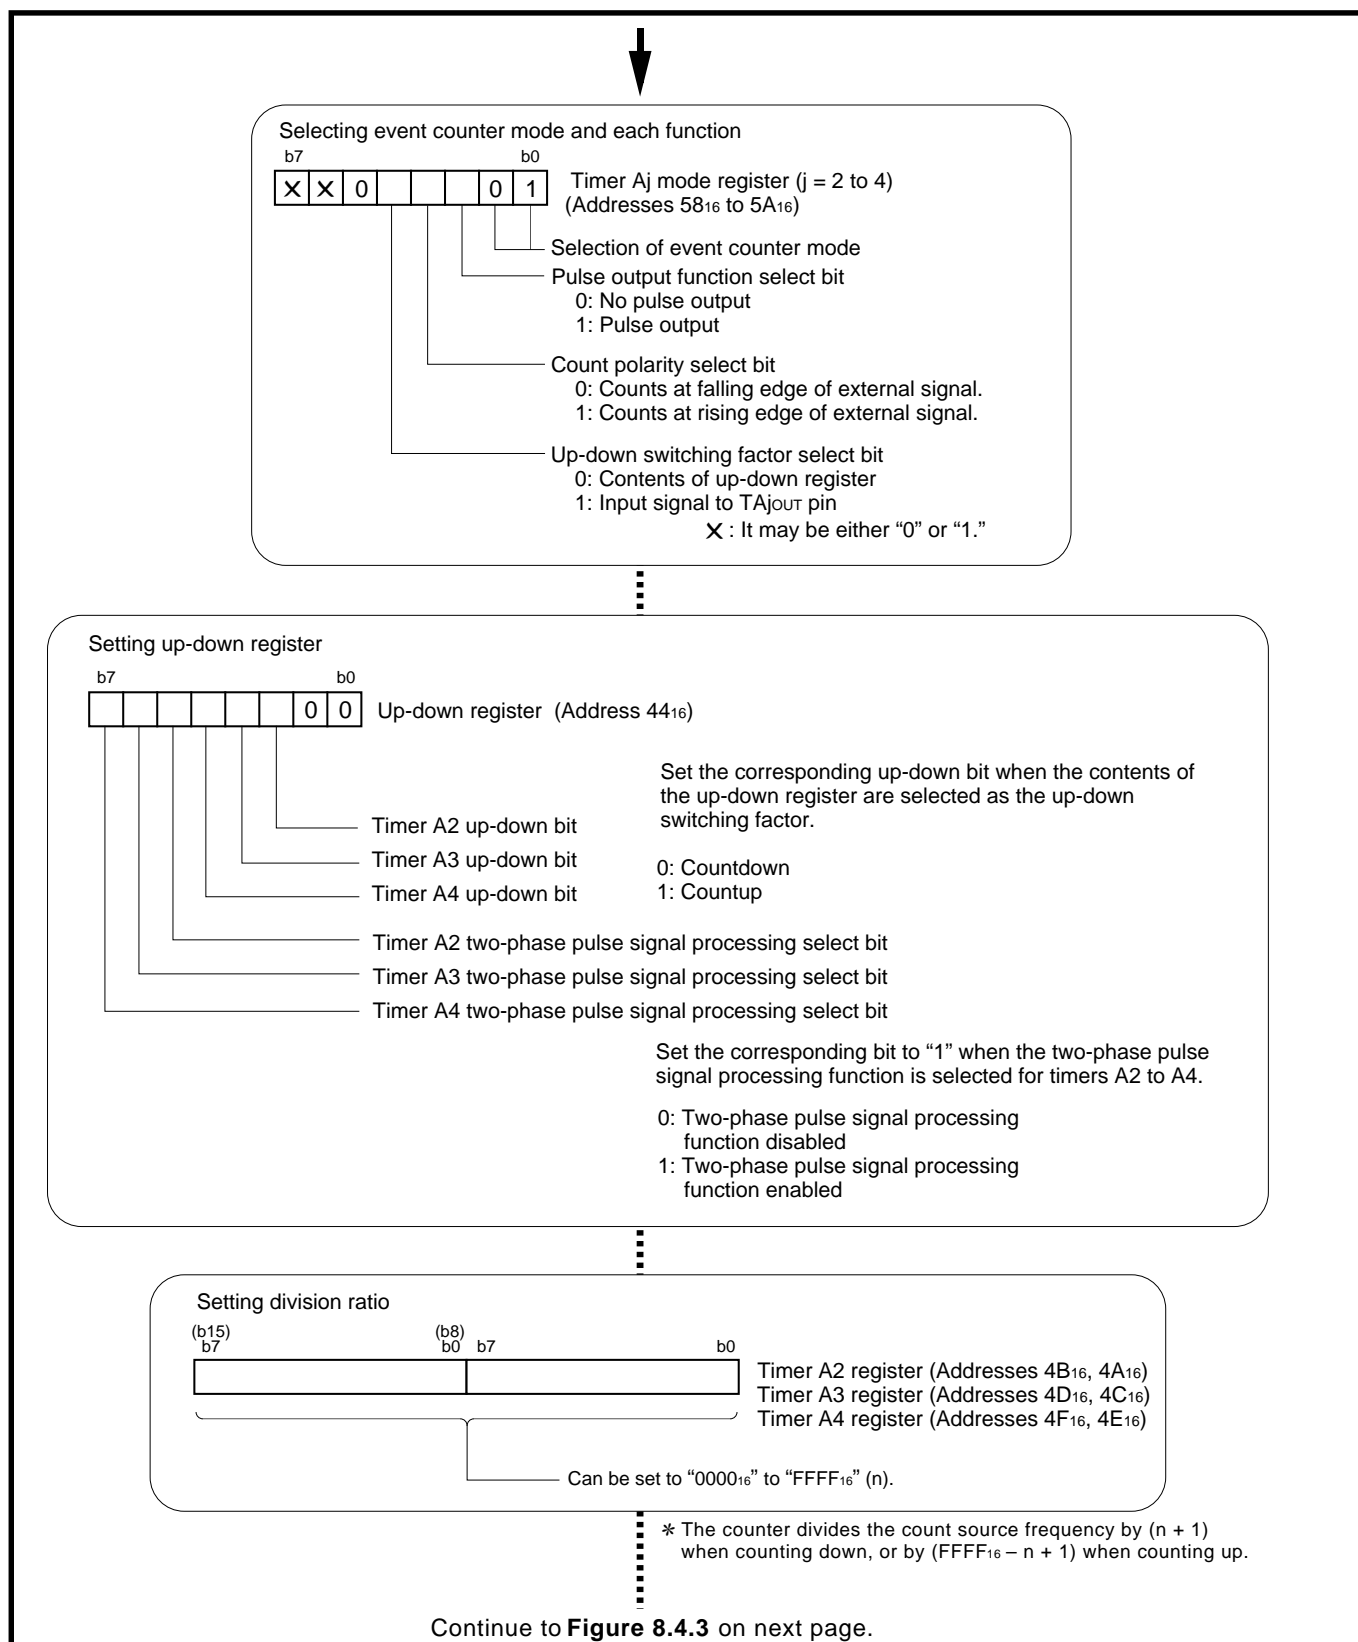 Selecting event counter mode and each function
b7 b0
X X 0 0 1
Timer Aj mode register (j = 2 to 4)
(Addresses 5816 to 5A16)
Selection of event counter mode
Pulse output function select bit
0: No pulse output
1: Pulse output
Count polarity select bit
0: Counts at falling edge of external signal.
1: Counts at rising edge of external signal.
Up-down switching factor select bit
0: Contents of up-down register
1: Input signal to TAjOUT pin
X : It may be either “0” or “1.”
Setting up-down register
b7 b0
0 0 Up-down register (Address 4416)
Set the corresponding up-down bit when the contents of
the up-down register are selected as the up-down
switching factor.
0: Countdown
1: Countup
Timer A2 up-down bit
Timer A3 up-down bit
Timer A4 up-down bit
Timer A2 two-phase pulse signal processing select bit
Timer A3 two-phase pulse signal processing select bit
Timer A4 two-phase pulse signal processing select bit
Set the corresponding bit to “1” when the two-phase pulse
signal processing function is selected for timers A2 to A4.
0: Two-phase pulse signal processing
function disabled
1: Two-phase pulse signal processing
function enabled
Setting division ratio
(b15) (b8)
b7 b0 b7 b0
Timer A2 register (Addresses 4B16, 4A16)
Timer A3 register (Addresses 4D16, 4C16)
Timer A4 register (Addresses 4F16, 4E16)
Can be set to “000016” to “FFFF16” (n).
* The counter divides the count source frequency by (n + 1)
when counting down, or by (FFFF16 – n + 1) when counting up.
Continue to Figure 8.4.3 on next page.